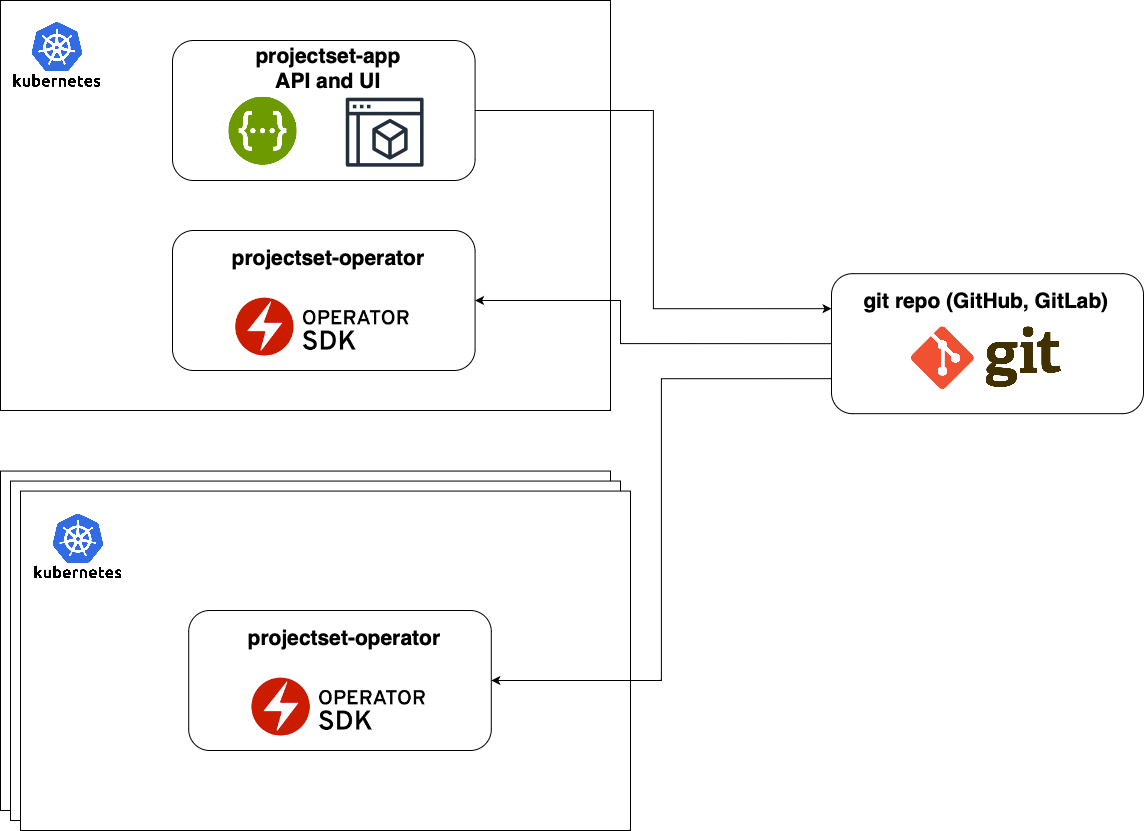 kubernetes
projectset-app
API and UI
{···}
projectset-operator
OPERATOR
SDK
git repo (GitHub, GitLab)
git
kubernetes
projectset-operator
OPERATOR
SDK